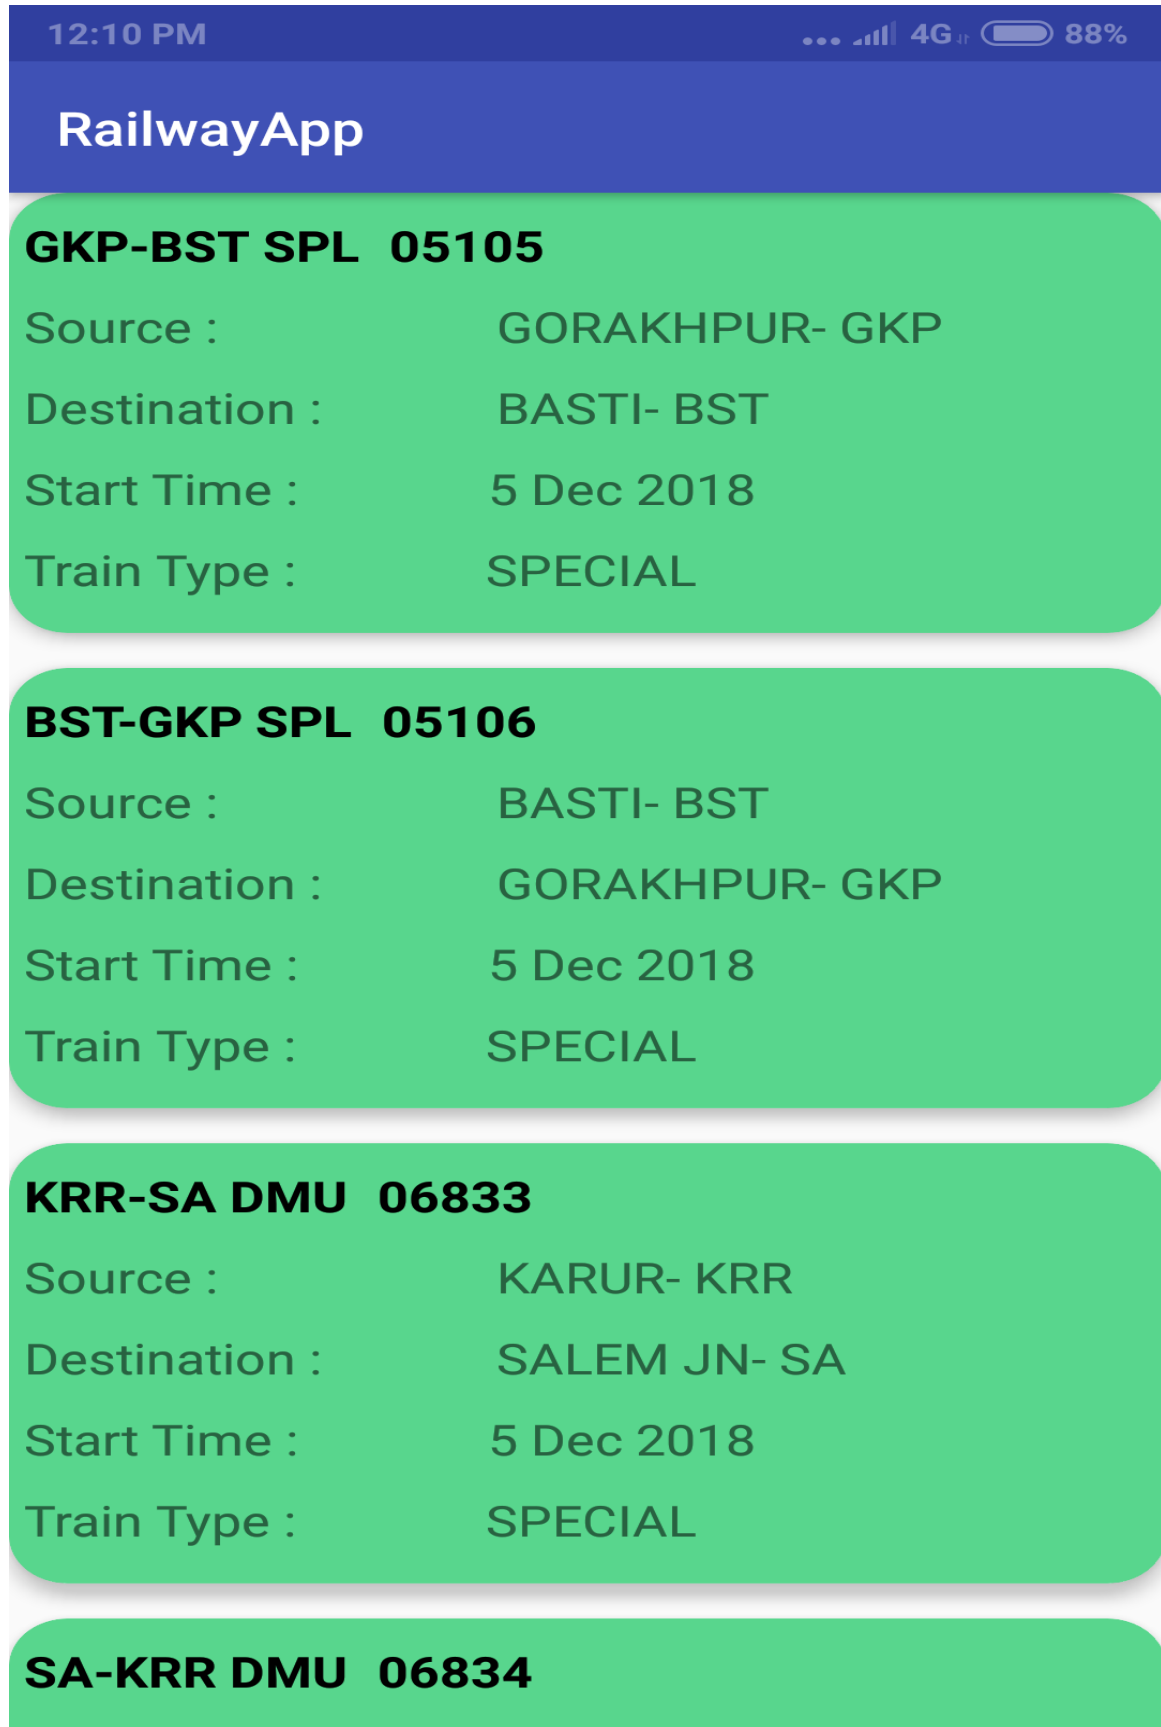 12:10 PM ... 4G 88%
RailwayApp
GKP-BST SPL 05105
Source : GORAKHPUR- GKP
Destination : BASTI- BST
Start Time : 5 Dec 2018
Train Type : SPECIAL
BST-GKP SPL 05106
Source : BASTI- BST
Destination : GORAKHPUR- GKP
Start Time : 5 Dec 2018
Train Type : SPECIAL
KRR-SA DMU 06833
Source : KARUR- KRR
Destination : SALEM JN- SA
Start Time : 5 Dec 2018
Train Type : SPECIAL
SA-KRR DMU 06834